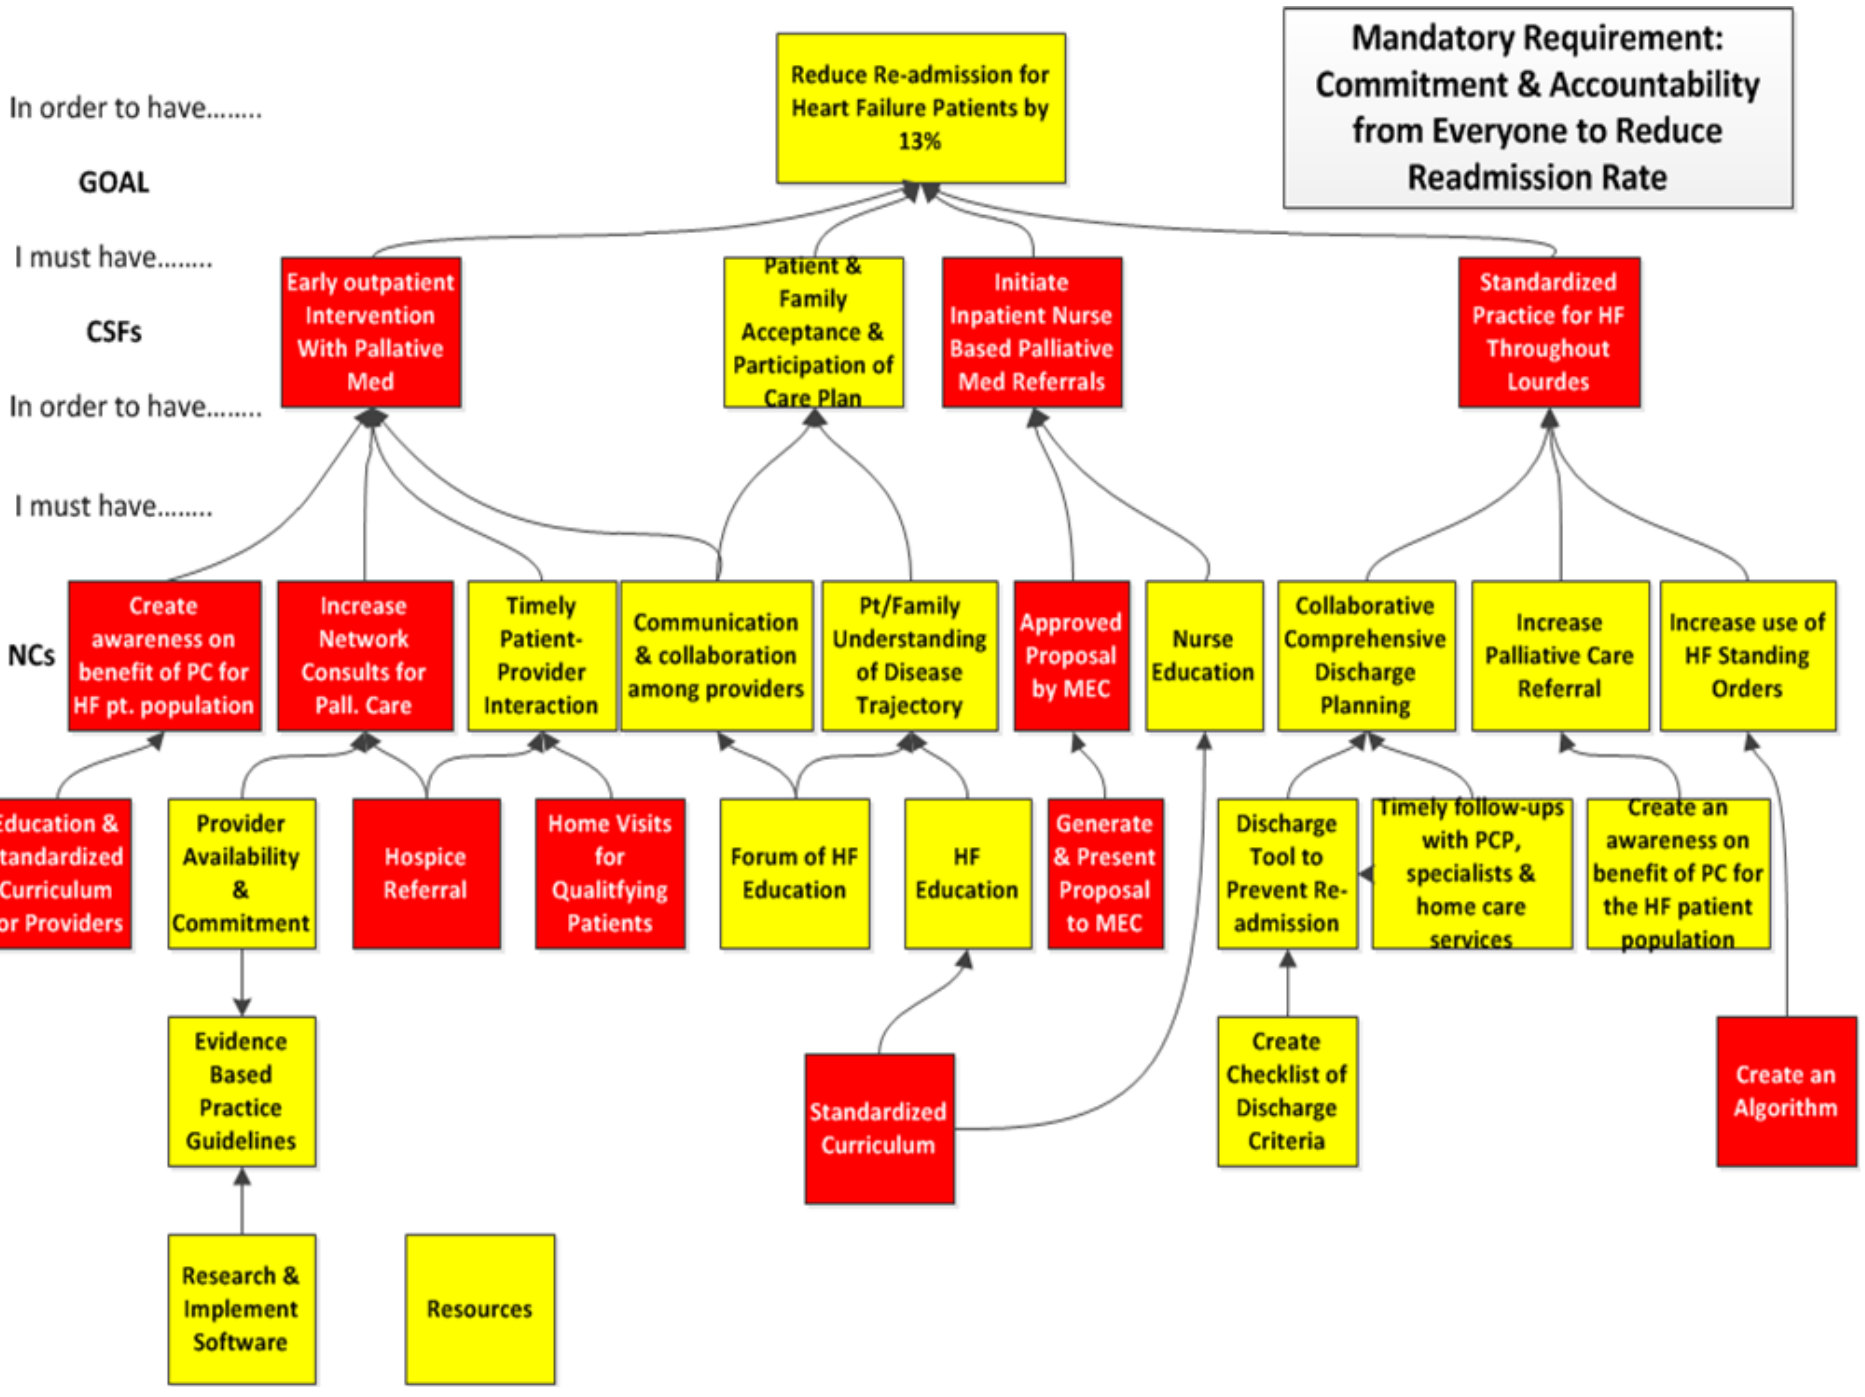 Reduce Re-admission for
Heart Failure Patients by
13%
Mandatory Requirement:
Commitment & Accountability
from Everyone to Reduce
Readmission Rate
In order to have........
GOAL
I must have........
CSFs
In order to have........
I must have........
NCs
Early outpatient
Intervention
With Pallative
Med
Patient &
Family
Acceptance &
Participation of
Care Plan
Initiate
Inpatient Nurse
Based Palliative
Med Referrals
Standardized
Practice for HF
Throughout
Lourdes
Create
awareness on
benefit of PC for
HF pt. population
Increase
Network
Consults for
Pall. Care
Timely
Patient-
Provider
Interaction
Communication
& collaboration
among providers
Pt/Family
Understanding
of Disease
Trajectory
Approved
Proposal
by MEC
Nurse
Education
Collaborative
Comprehensive
Discharge
Planning
Increase
Palliative Care
Referral
Increase use of
HF Standing
Orders
ducation &
tandardized
Curriculum
or Providers
Provider
Availability
&
Commitment
Hospice
Referral
Home Visits
for
Qualitfying
Patients
Forum of HF
Education
HF
Education
Generate
& Present
Proposal
to MEC
Discharge
Tool to
Prevent Re-
admission
Timely follow-ups
with PCP,
specialists &
home care
services
Create an
awareness on
benefit of PC for
the HF patient
population
Evidence
Based
Practice
Guidelines
Standardized
Curriculum
Create
Checklist of
Discharge
Criteria
Create an
Algorithm
Research &
Implement
Software
Resources